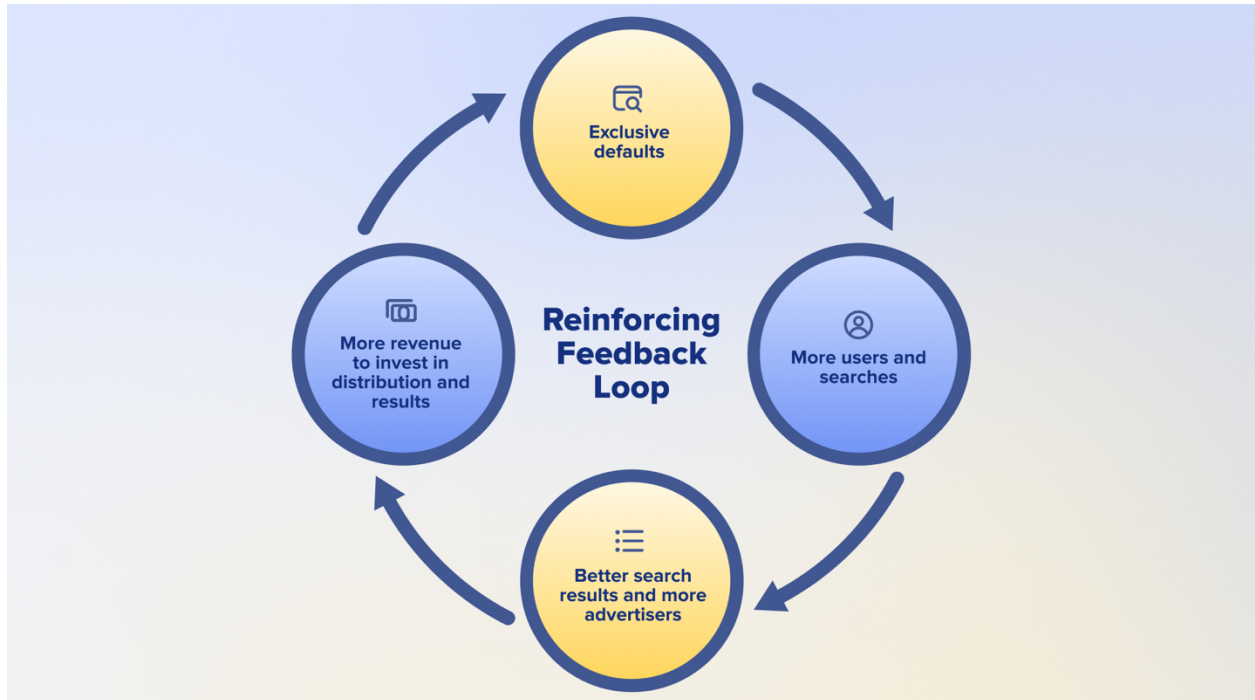 Exclusive
defaults
More users and
searches
Better search
results and more
advertisers
More revenue
to invest in
distribution and
results
Reinforcing
Feedback
Loop